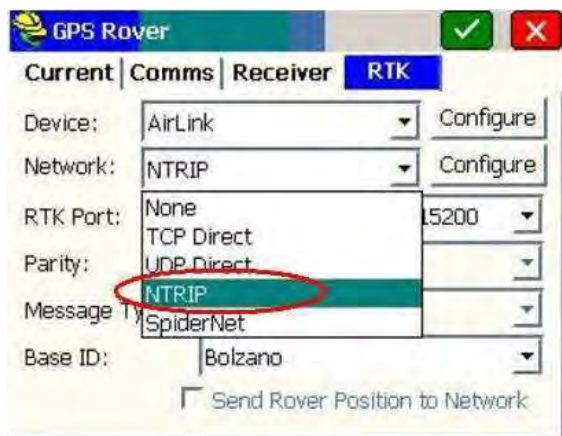 GPS Rover
Current Comms Receiver RTK
Device: AirLink Configure
Network: NTRIP Configure
RTK Port: None 15200
TCP Direct
Parity: UDP Direct
NTRIP
Message Ty
SpiderNet
Base ID: Bolzano
Send Rover Position to Network